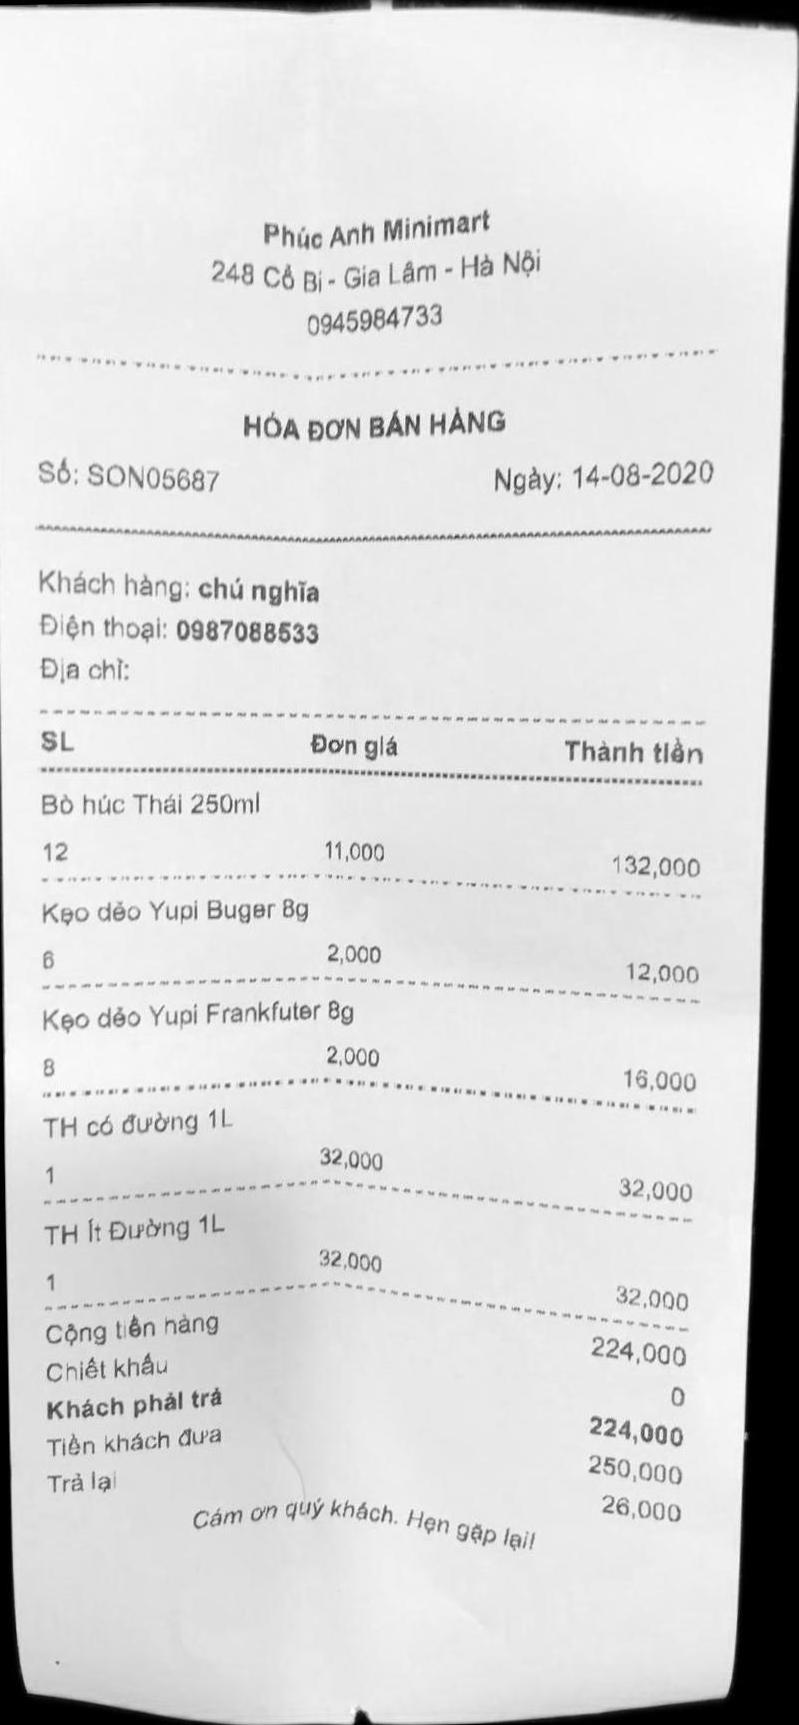 Phúc Anh Minimart
248 Cổ Bi - Gia Lâm - Hà Nội
0945984733
HÓA ĐƠN BÁN HÀNG
Số: SON05687 Ngày: 14-08-2020
Khách hàng: chú nghĩa
Điện thoại: 0987088533
Địa chỉ:
SL Đơn giá Thành tiền
Bò húc Thái 250ml
12 11,000 132,000
Kẹo dẻo Yupi Buger 8g
6 2,000 12,000
Kẹo dẻo Yupi Frankfuter 8g
8 2,000 16,000
TH có đường 1L
1 32,000 32,000
TH Ít Đường 1L
1 32,000 32,000
Cộng tiền hàng 224,000
Chiết khấu 0
Khách phải trả 224,000
Tiền khách đưa 250,000
Trả lại 26,000
Cám ơn quý khách. Hẹn gặp lại!